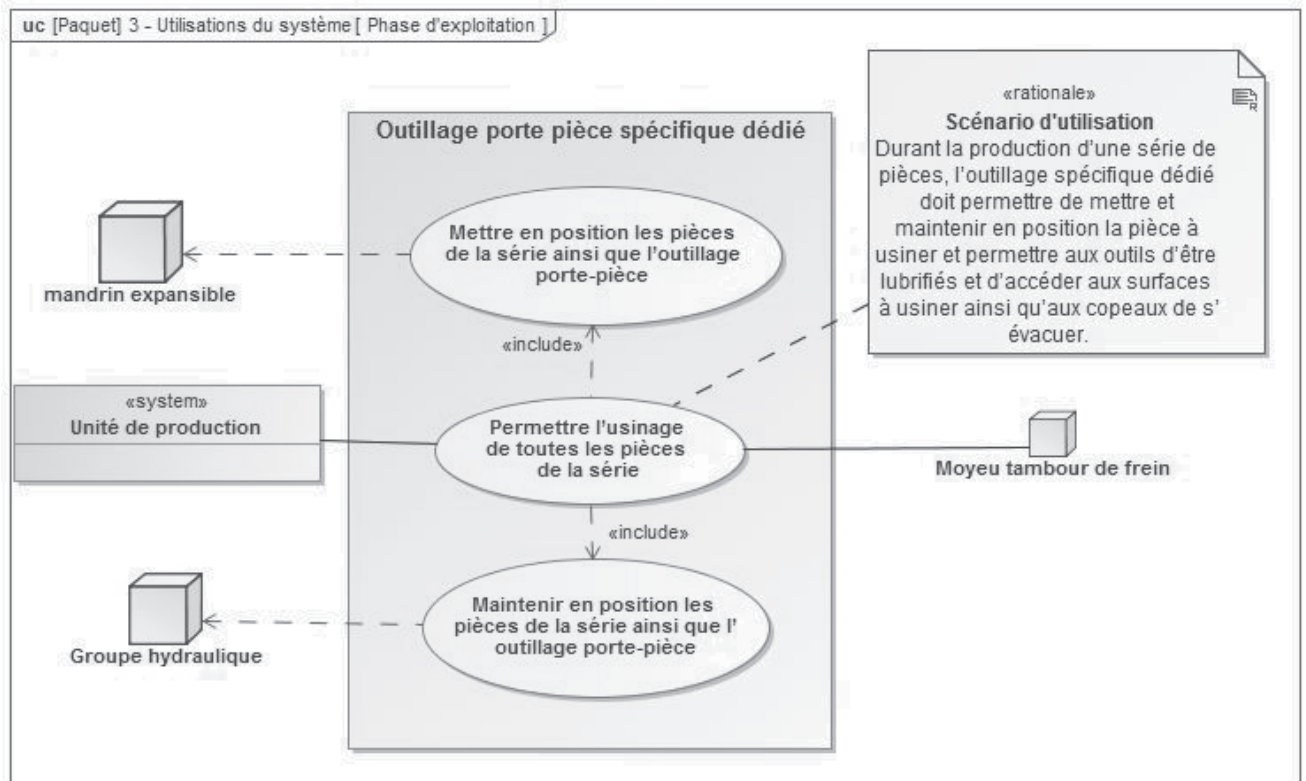 uc [Paquet] 3 - Utilisations du système [ Phase d'exploitation ]
«rationale»
Scénario d'utilisation
Durant la production d'une série de
pièces, l'outillage spécifique dédié
doit permettre de mettre et
maintenir en position la pièce à
usiner et permettre aux outils d'être
lubrifiés et d'accéder aux surfaces
à usiner ainsi qu'aux copeaux de s'
évacuer.
Outillage porte pièce spécifique dédié
Mettre en position les pièces
de la série ainsi que l'outillage
porte-pièce
mandrin expansible
«include»
«system»
Unité de production
Permettre l'usinage
de toutes les pièces
de la série
Moyeu tambour de frein
«include»
Maintenir en position les
pièces de la série ainsi que l'
outillage porte-pièce
Groupe hydraulique